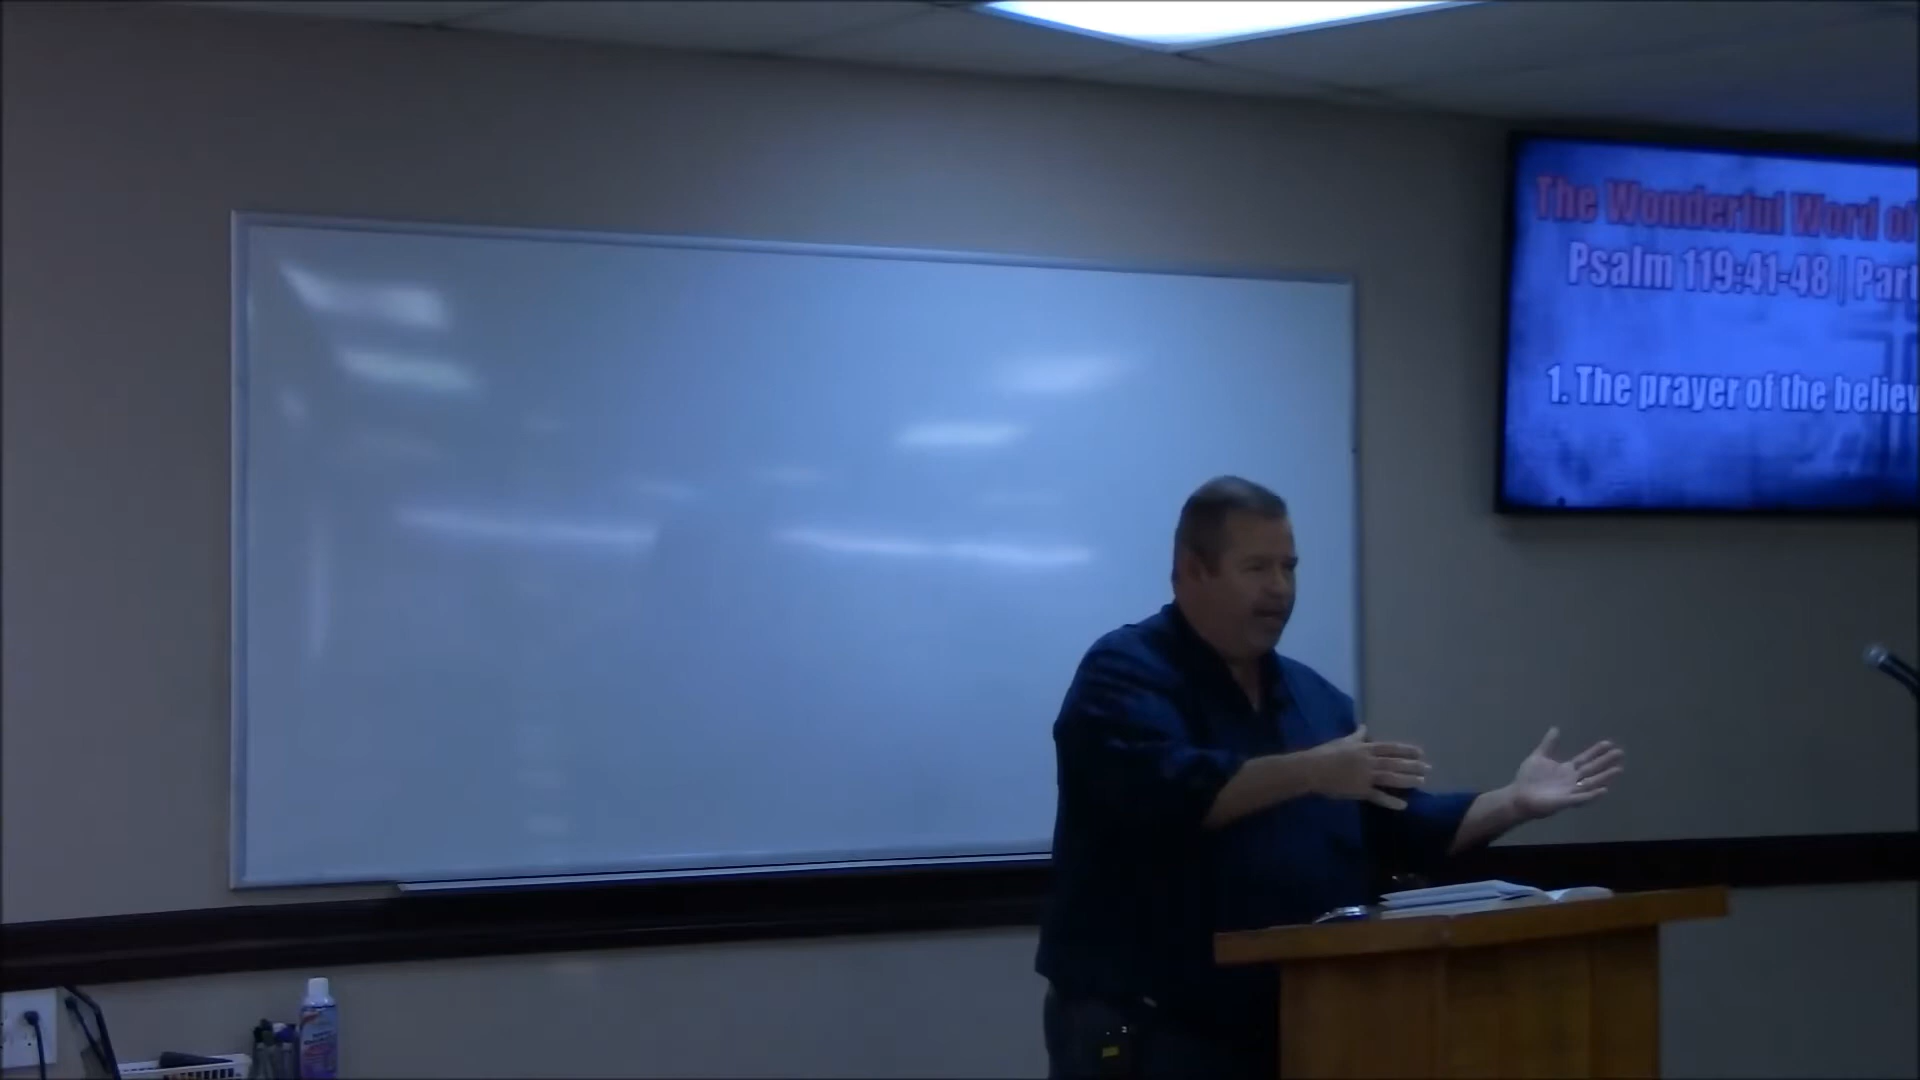 The Wonderful Word of
Psalm 119:41-48 | Part
1. The prayer of the believ